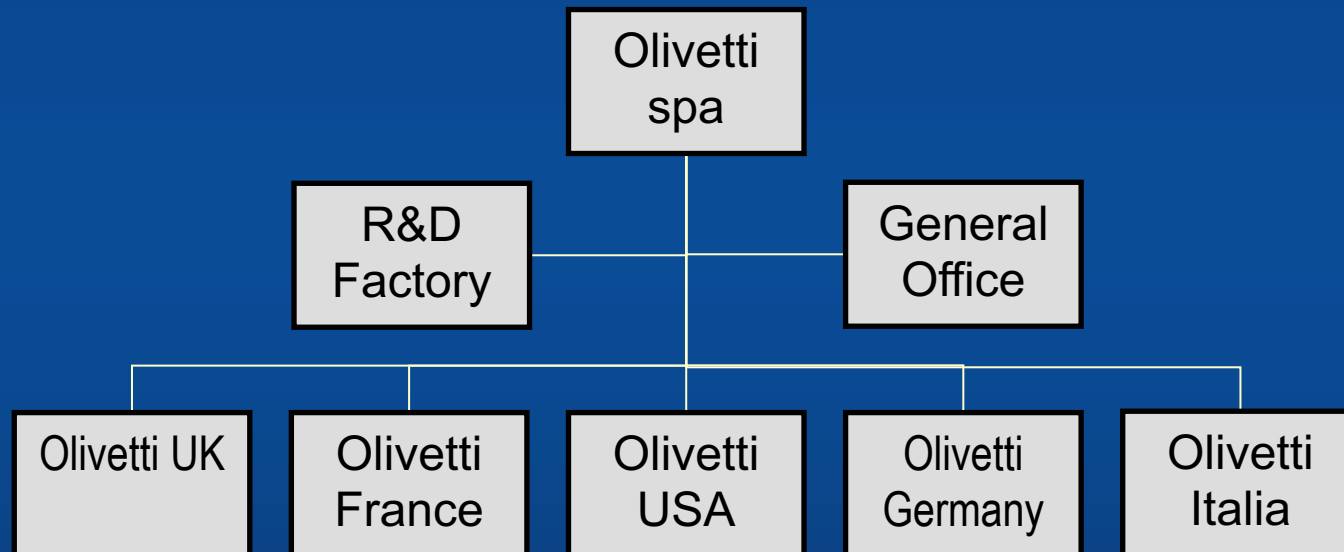 Olivetti
spa
R&D
Factory
General
Office
Olivetti UK
Olivetti
France
Olivetti
USA
Olivetti
Germany
Olivetti
Italia